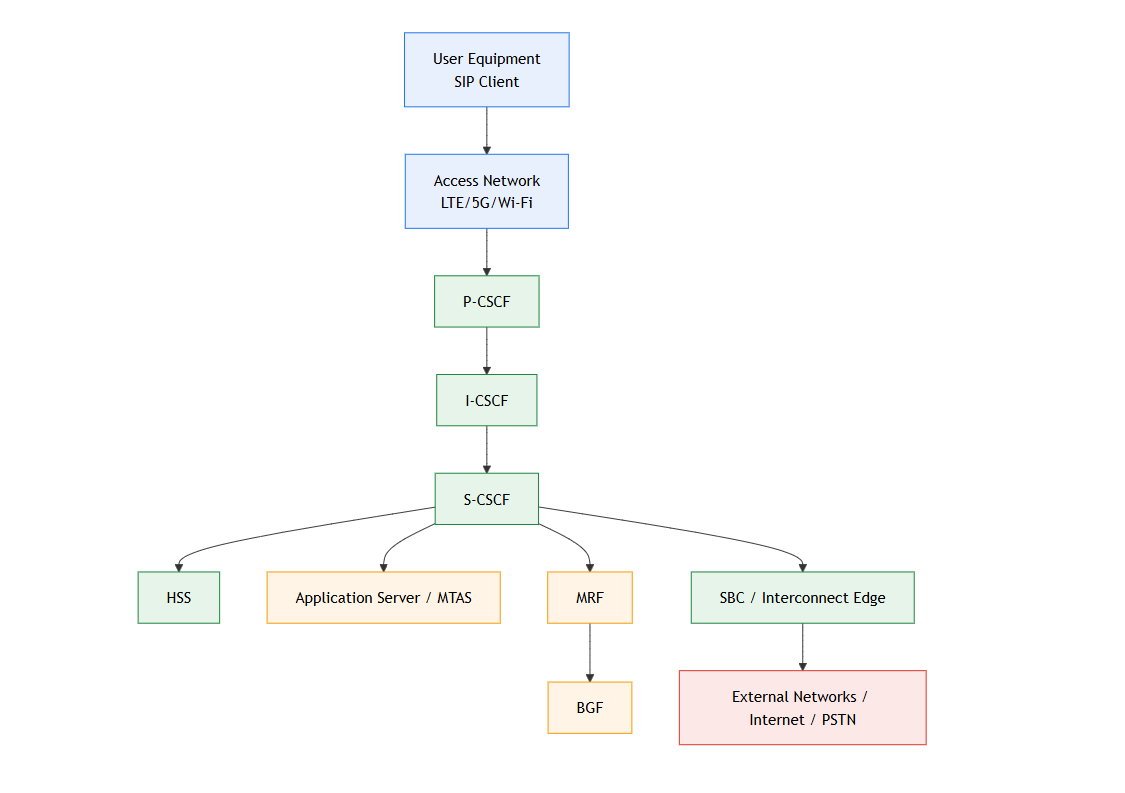 User Equipment
SIP Client
Access Network
LTE/5G/Wi-Fi
P-CSCF
I-CSCF
S-CSCF
HSS
Application Server / MTAS
MRF
SBC / Interconnect Edge
BGF
External Networks /
Internet / PSTN